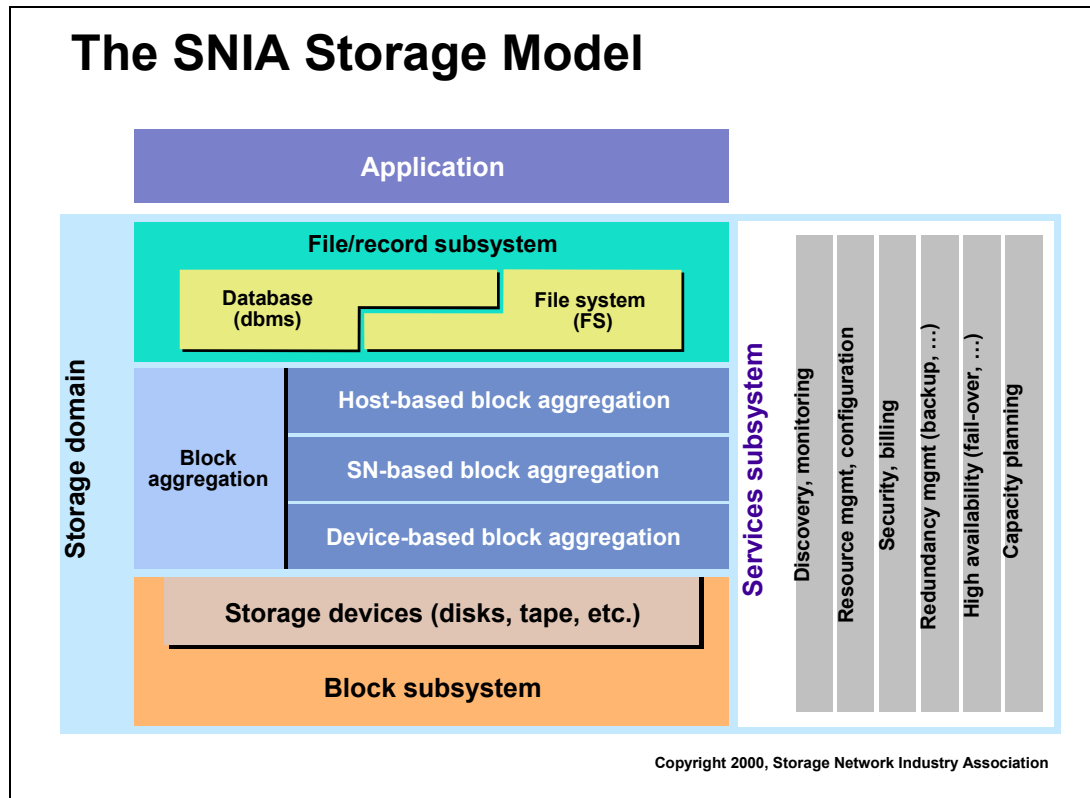 The SNIA Storage Model
Application
Storage domain
File/record subsystem
Database
(dbms)
File system
(FS)
Block
aggregation
Host-based block aggregation
SN-based block aggregation
Device-based block aggregation
Storage devices (disks, tape, etc.)
Block subsystem
Services subsystem
Discovery, monitoring
Resource mgmt, configuration
Security, billing
Redundancy mgmt (backup, …)
High availability (fail-over, …)
Capacity planning
Copyright 2000, Storage Network Industry Association